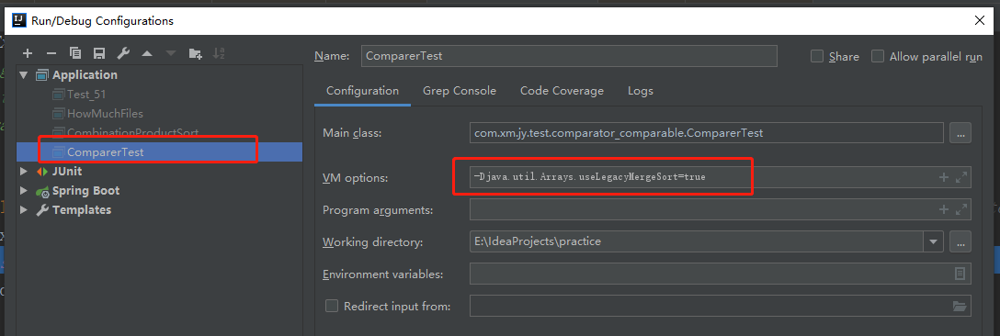 Run/Debug Configurations
Name: ComparerTest Share Allow parallel run
Application
Test_51
HowMuchFiles
CombinationProductSort
ComparerTest
JUnit
Spring Boot
Templates
Configuration Grep Console Code Coverage Logs
Main class: com.xm.jy.test.comparator_comparable.ComparerTest ...
VM options: -Djava.util.Arrays.useLegacyMergeSort=true
Program arguments:
Working directory: E:\IdeaProjects\practice ...
Environment variables:
Redirect input from: